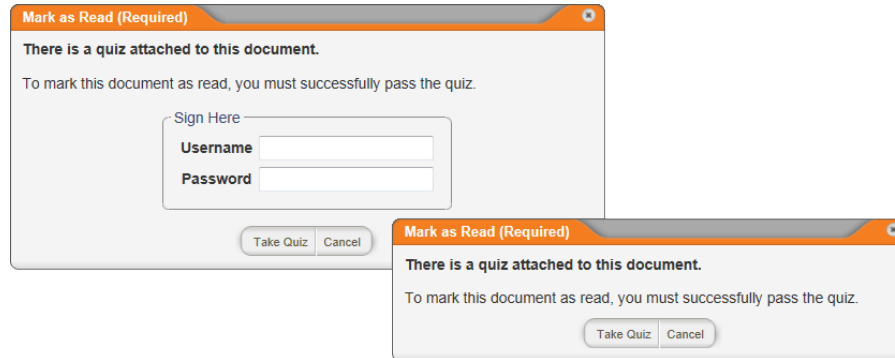 Mark as Read (Required)
There is a quiz attached to this document.
To mark this document as read, you must successfully pass the quiz.
Sign Here
Username
Password
Take Quiz Cancel
Mark as Read (Required)
There is a quiz attached to this document.
To mark this document as read, you must successfully pass the quiz.
Take Quiz Cancel